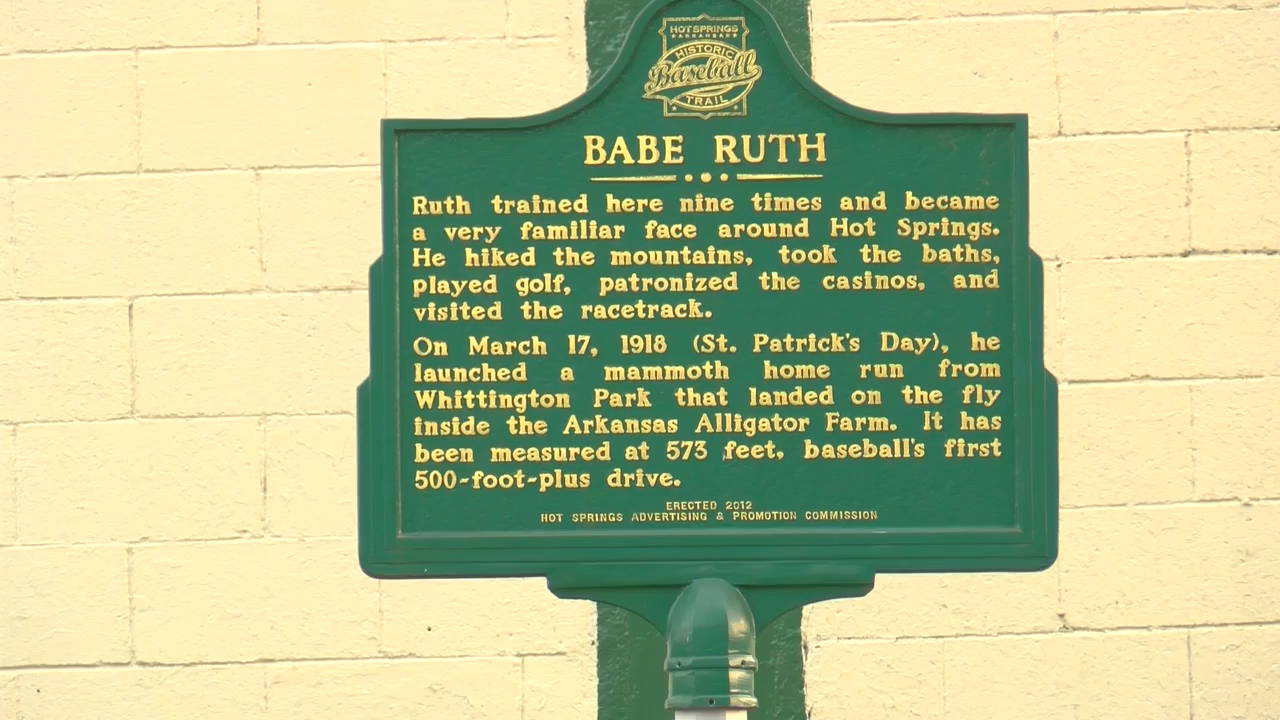 HOT SPRINGS
ARKANSAS
HISTORIC
Baseball
TRAIL
BABE RUTH
Ruth trained here nine times and became
a very familiar face around Hot Springs.
He hiked the mountains, took the baths,
played golf, patronized the casinos, and
visited the racetrack.
On March 17, 1918 (St. Patrick's Day), he
launched a mammoth home run from
Whittington Park that landed on the fly
inside the Arkansas Alligator Farm. It has
been measured at 573 feet, baseball's first
500-foot-plus drive.
ERECTED 2012
HOT SPRINGS ADVERTISING & PROMOTION COMMISSION